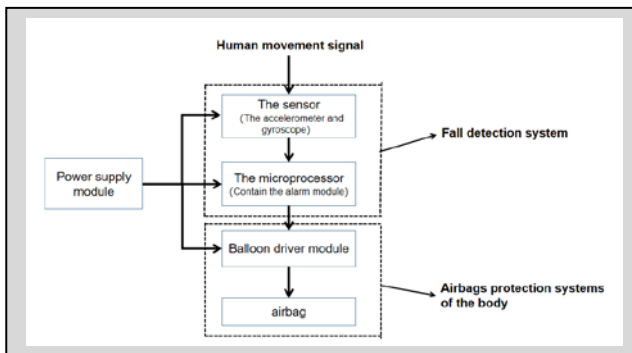 Human movement signal
The sensor
(The accelerometer and
gyroscope)
Fall detection system
Power supply
module
The microprocessor
(Contain the alarm module)
Balloon driver module
Airbags protection systems
of the body
airbag